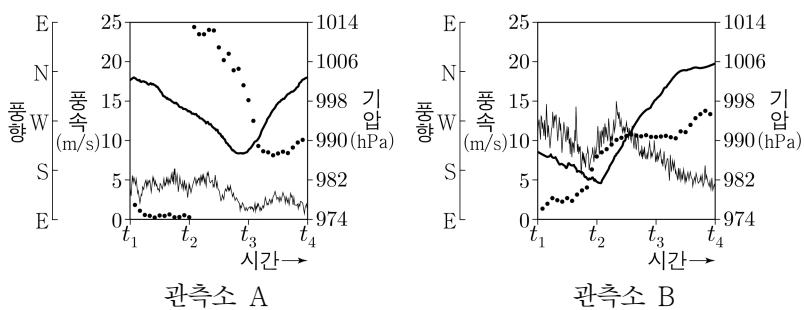 E N W S E
풍향
25 20 15 10 5 0
풍속 (m/s)
1014 1006 998 990 982 974
기압 (hPa)
t₁ t₂ t₃ t₄
시간→
관측소 A
E N W S E
풍향
25 20 15 10 5 0
풍속 (m/s)
1014 1006 998 990 982 974
기압 (hPa)
t₁ t₂ t₃ t₄
시간→
관측소 B